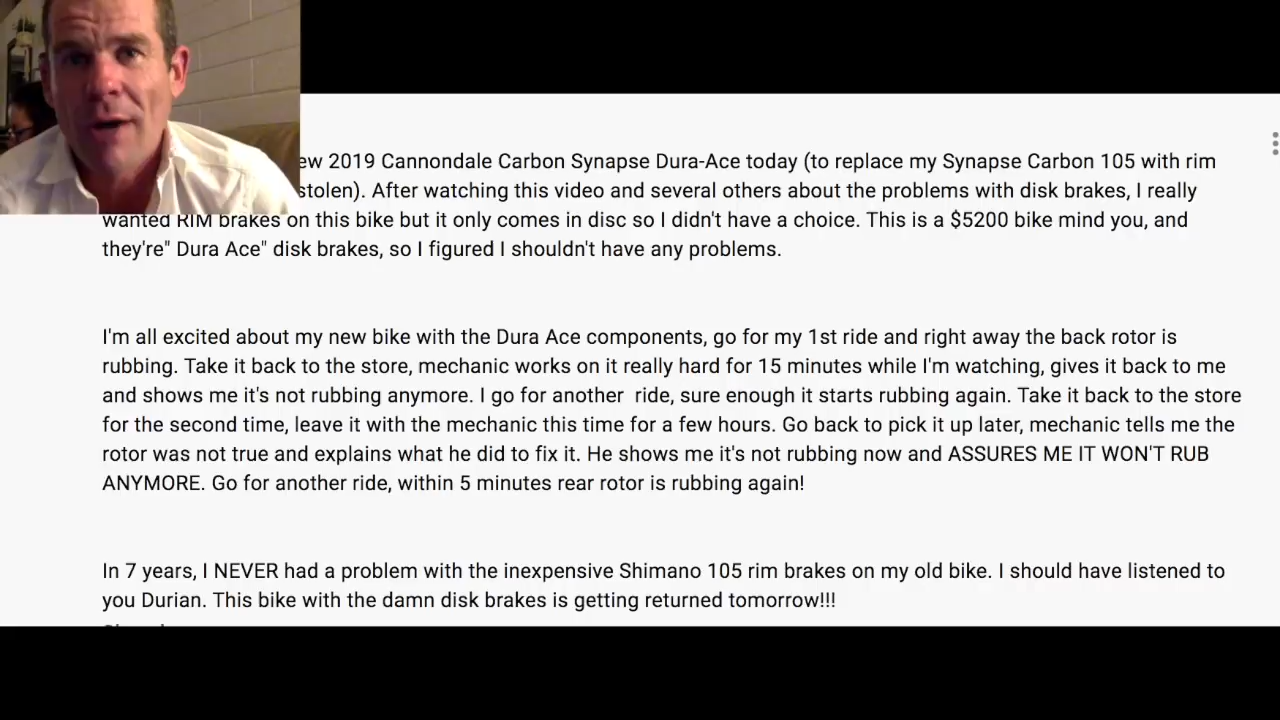 ew 2019 Cannondale Carbon Synapse Dura-Ace today (to replace my Synapse Carbon 105 with rim
stolen). After watching this video and several others about the problems with disk brakes, I really
wanted RIM brakes on this bike but it only comes in disc so I didn't have a choice. This is a $5200 bike mind you, and
they're" Dura Ace" disk brakes, so I figured I shouldn't have any problems.
I'm all excited about my new bike with the Dura Ace components, go for my 1st ride and right away the back rotor is
rubbing. Take it back to the store, mechanic works on it really hard for 15 minutes while I'm watching, gives it back to me
and shows me it's not rubbing anymore. I go for another  ride, sure enough it starts rubbing again. Take it back to the store
for the second time, leave it with the mechanic this time for a few hours. Go back to pick it up later, mechanic tells me the
rotor was not true and explains what he did to fix it. He shows me it's not rubbing now and ASSURES ME IT WON'T RUB
ANYMORE. Go for another ride, within 5 minutes rear rotor is rubbing again!
In 7 years, I NEVER had a problem with the inexpensive Shimano 105 rim brakes on my old bike. I should have listened to
you Durian. This bike with the damn disk brakes is getting returned tomorrow!!!